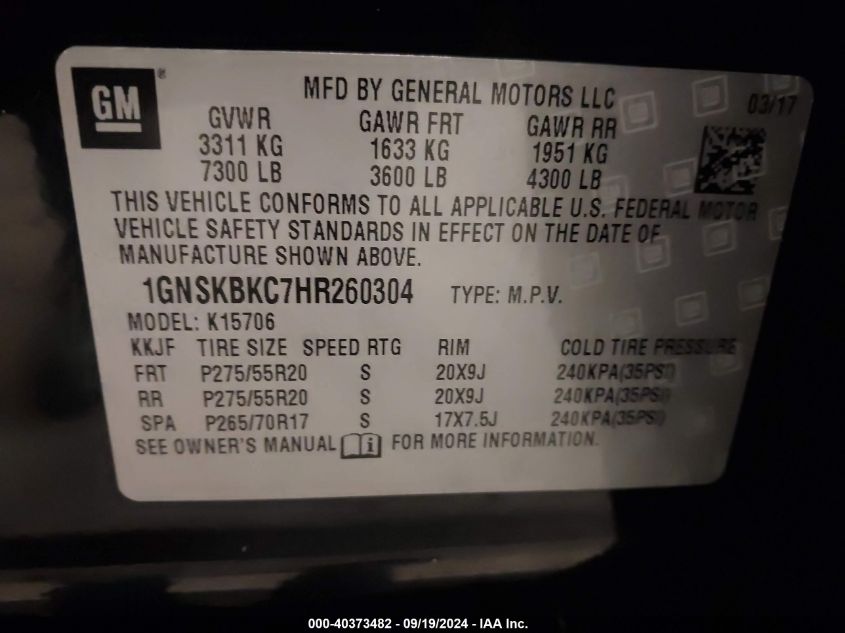 GM ®
MFD BY GENERAL MOTORS LLC
03/17
GVWR GAWR FRT GAWR RR
3311 KG 1633 KG 1951 KG
7300 LB 3600 LB 4300 LB
THIS VEHICLE CONFORMS TO ALL APPLICABLE U.S. FEDERAL MOTOR
VEHICLE SAFETY STANDARDS IN EFFECT ON THE DATE OF
MANUFACTURE SHOWN ABOVE.
1GNSKBKC7HR260304 TYPE: M.P.V.
MODEL: K15706
KKJF TIRE SIZE SPEED RTG RIM COLD TIRE PRESSURE
FRT P275/55R20 S 20X9J 240KPA(35PSI)
RR P275/55R20 S 20X9J 240KPA(35PSI)
SPA P265/70R17 S 17X7.5J 240KPA(35PSI)
SEE OWNER'S MANUAL i FOR MORE INFORMATION.
000-40373482 - 09/19/2024 - IAA Inc.